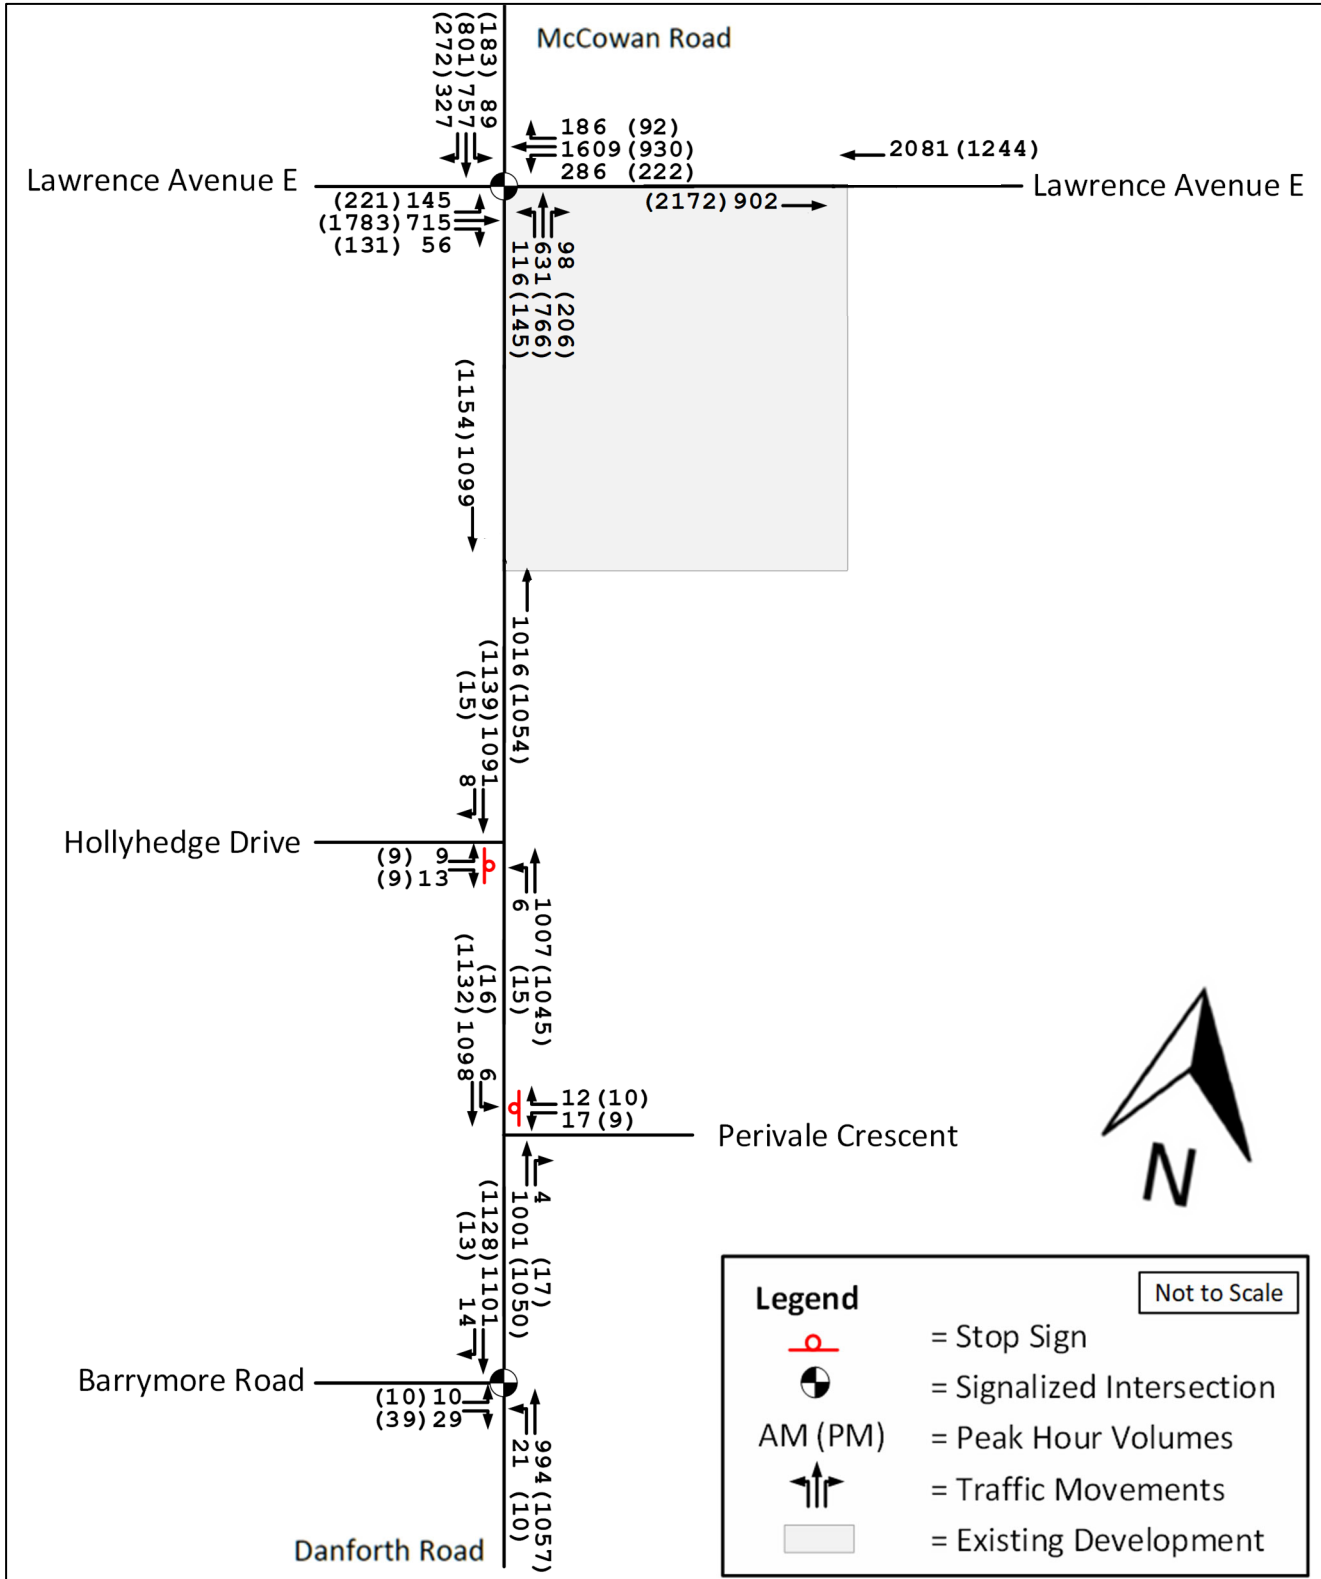 McCowan Road
(183) 89
(801) 757
(272) 327
186 (92)
1609 (930)
286 (222)
2081 (1244)
Lawrence Avenue E
Lawrence Avenue E
(221) 145
(1783) 715
(131) 56
(2172) 902
98 (206)
631 (766)
116 (145)
(1154) 1099
1016 (1054)
(1139) 1091
(15) 8
Hollyhedge Drive
(9) 9
(9) 13
1007 (1045)
6 (15)
(16) 6
(1132) 1098
12 (10)
17 (9)
Perivale Crescent
4 (17)
1001 (1050)
(1128) 1101
(13) 14
Barrymore Road
(10) 10
(39) 29
994 (1057)
21 (10)
Danforth Road
N
Legend
Not to Scale
= Stop Sign
= Signalized Intersection
AM (PM) = Peak Hour Volumes
= Traffic Movements
= Existing Development